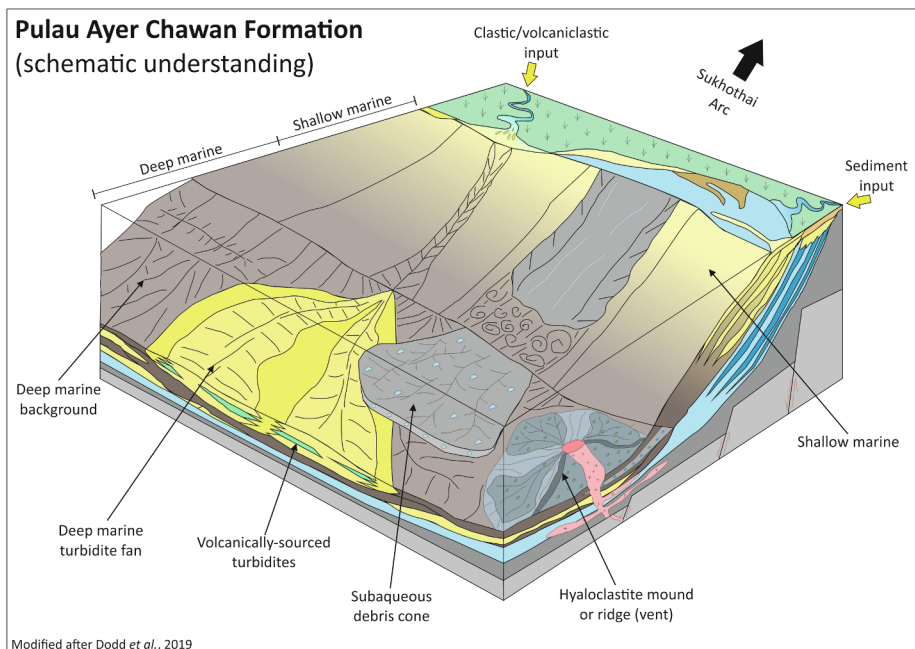 Pulau Ayer Chawan Formation
(schematic understanding)
Clastic/volcaniclastic
input
Sukhothai
Arc
Shallow marine
Deep marine
Sediment
input
Deep marine
background
Shallow marine
Deep marine
turbidite fan
Volcanically-sourced
turbidites
Subaqueous
debris cone
Hyaloclastite mound
or ridge (vent)
Modified after Dodd et al., 2019